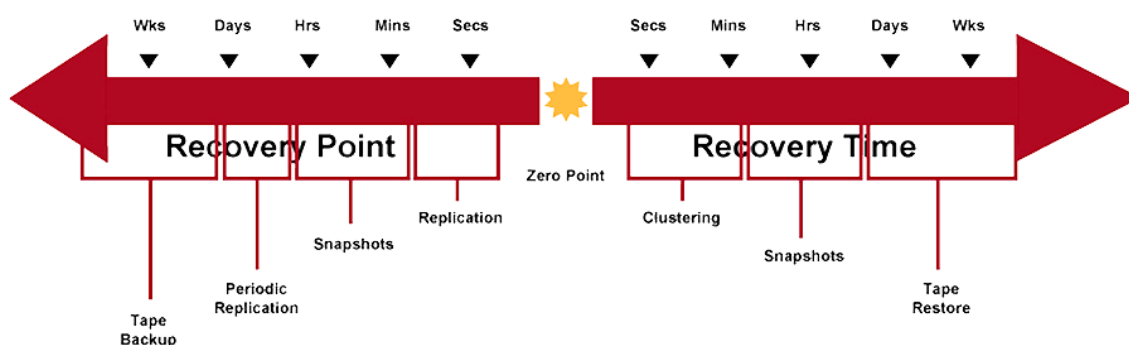 Wks Days Hrs Mins Secs Secs Mins Hrs Days Wks
Recovery Point Recovery Time
Zero Point
Replication Clustering
Snapshots Snapshots
Periodic
Replication
Tape
Restore
Tape
Backup